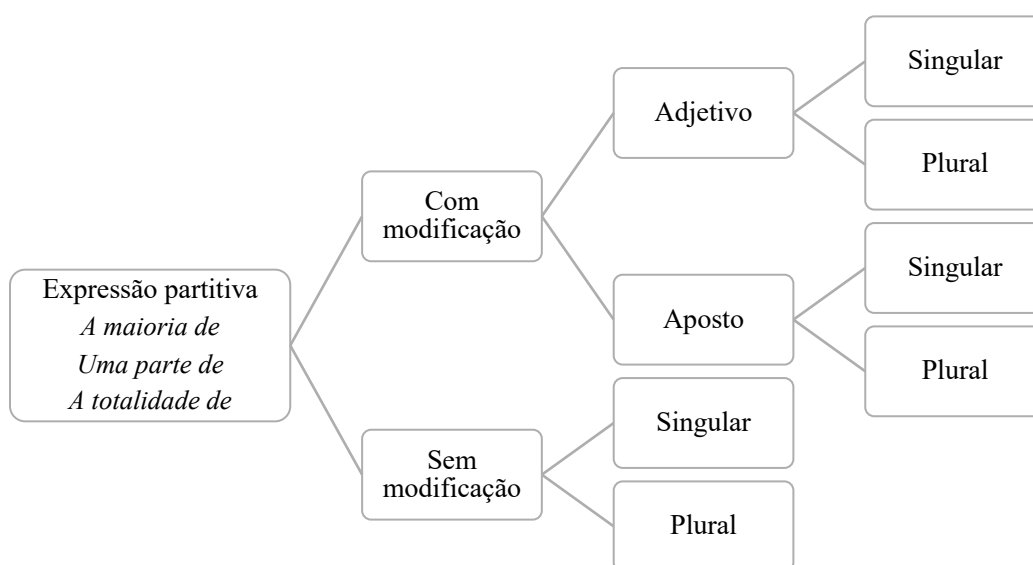 Expressão partitiva
A maioria de
Uma parte de
A totalidade de
Com
modificação
Adjetivo
Singular
Plural
Aposto
Singular
Plural
Sem
modificação
Singular
Plural